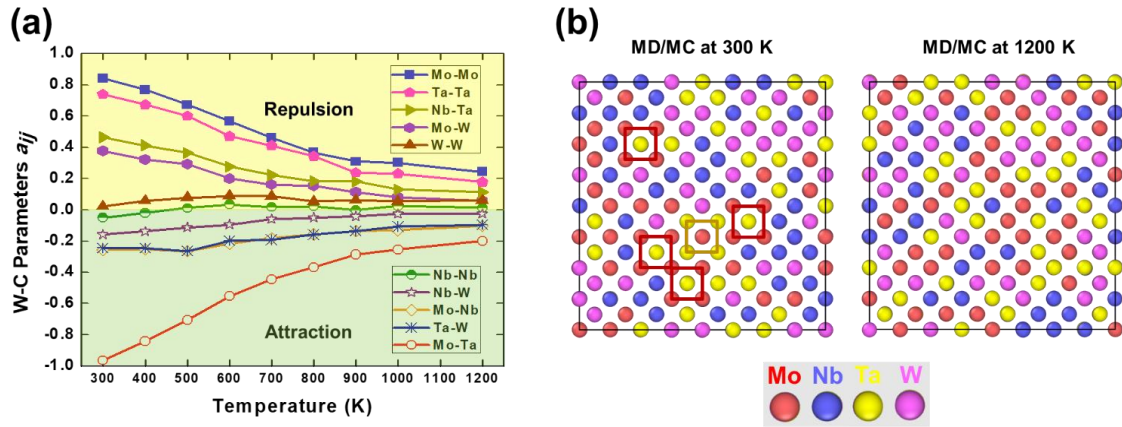 (a)
W-C Parameters aij
1.0
0.8
0.6
0.4
0.2
0.0
-0.2
-0.4
-0.6
-0.8
-1.0
Repulsion
Mo-Mo
Ta-Ta
Nb-Ta
Mo-W
W-W
Attraction
Nb-Nb
Nb-W
Mo-Nb
Ta-W
Mo-Ta
300 400 500 600 700 800 900 1000 1100 1200
Temperature (K)
(b)
MD/MC at 300 K
MD/MC at 1200 K
Mo Nb Ta W